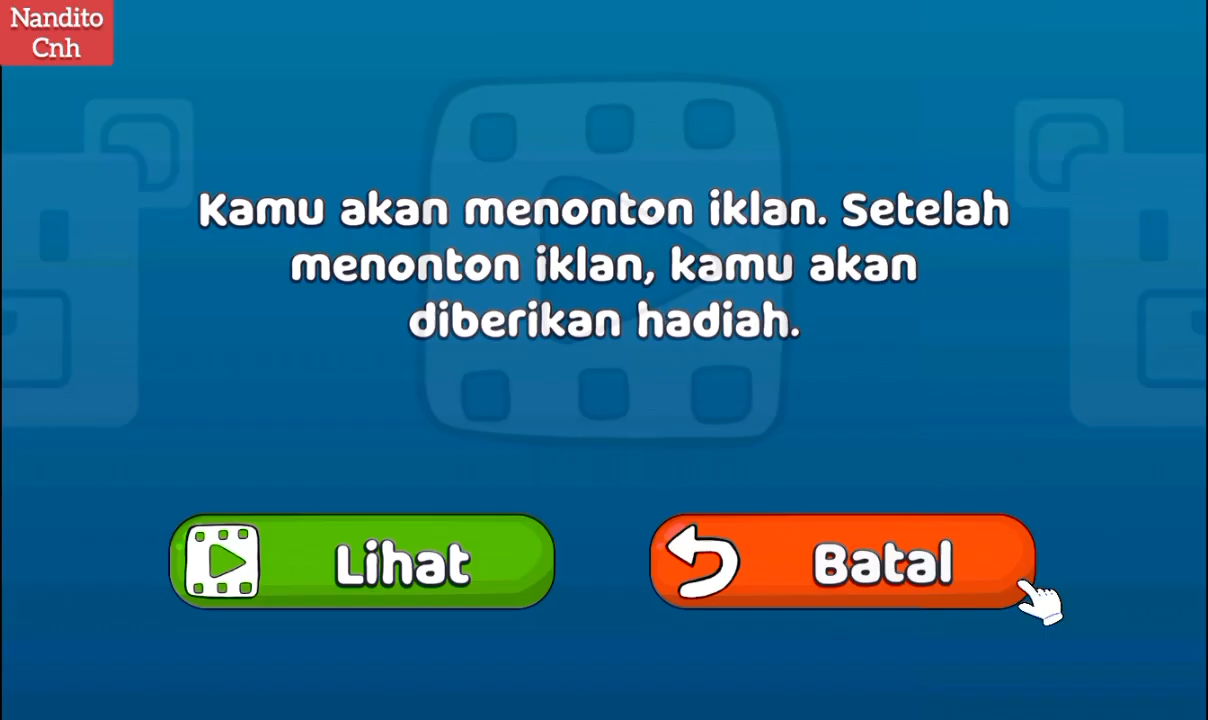 Nandito
Cnh
Kamu akan menonton iklan. Setelah
menonton iklan, kamu akan
diberikan hadiah.
Lihat
Batal